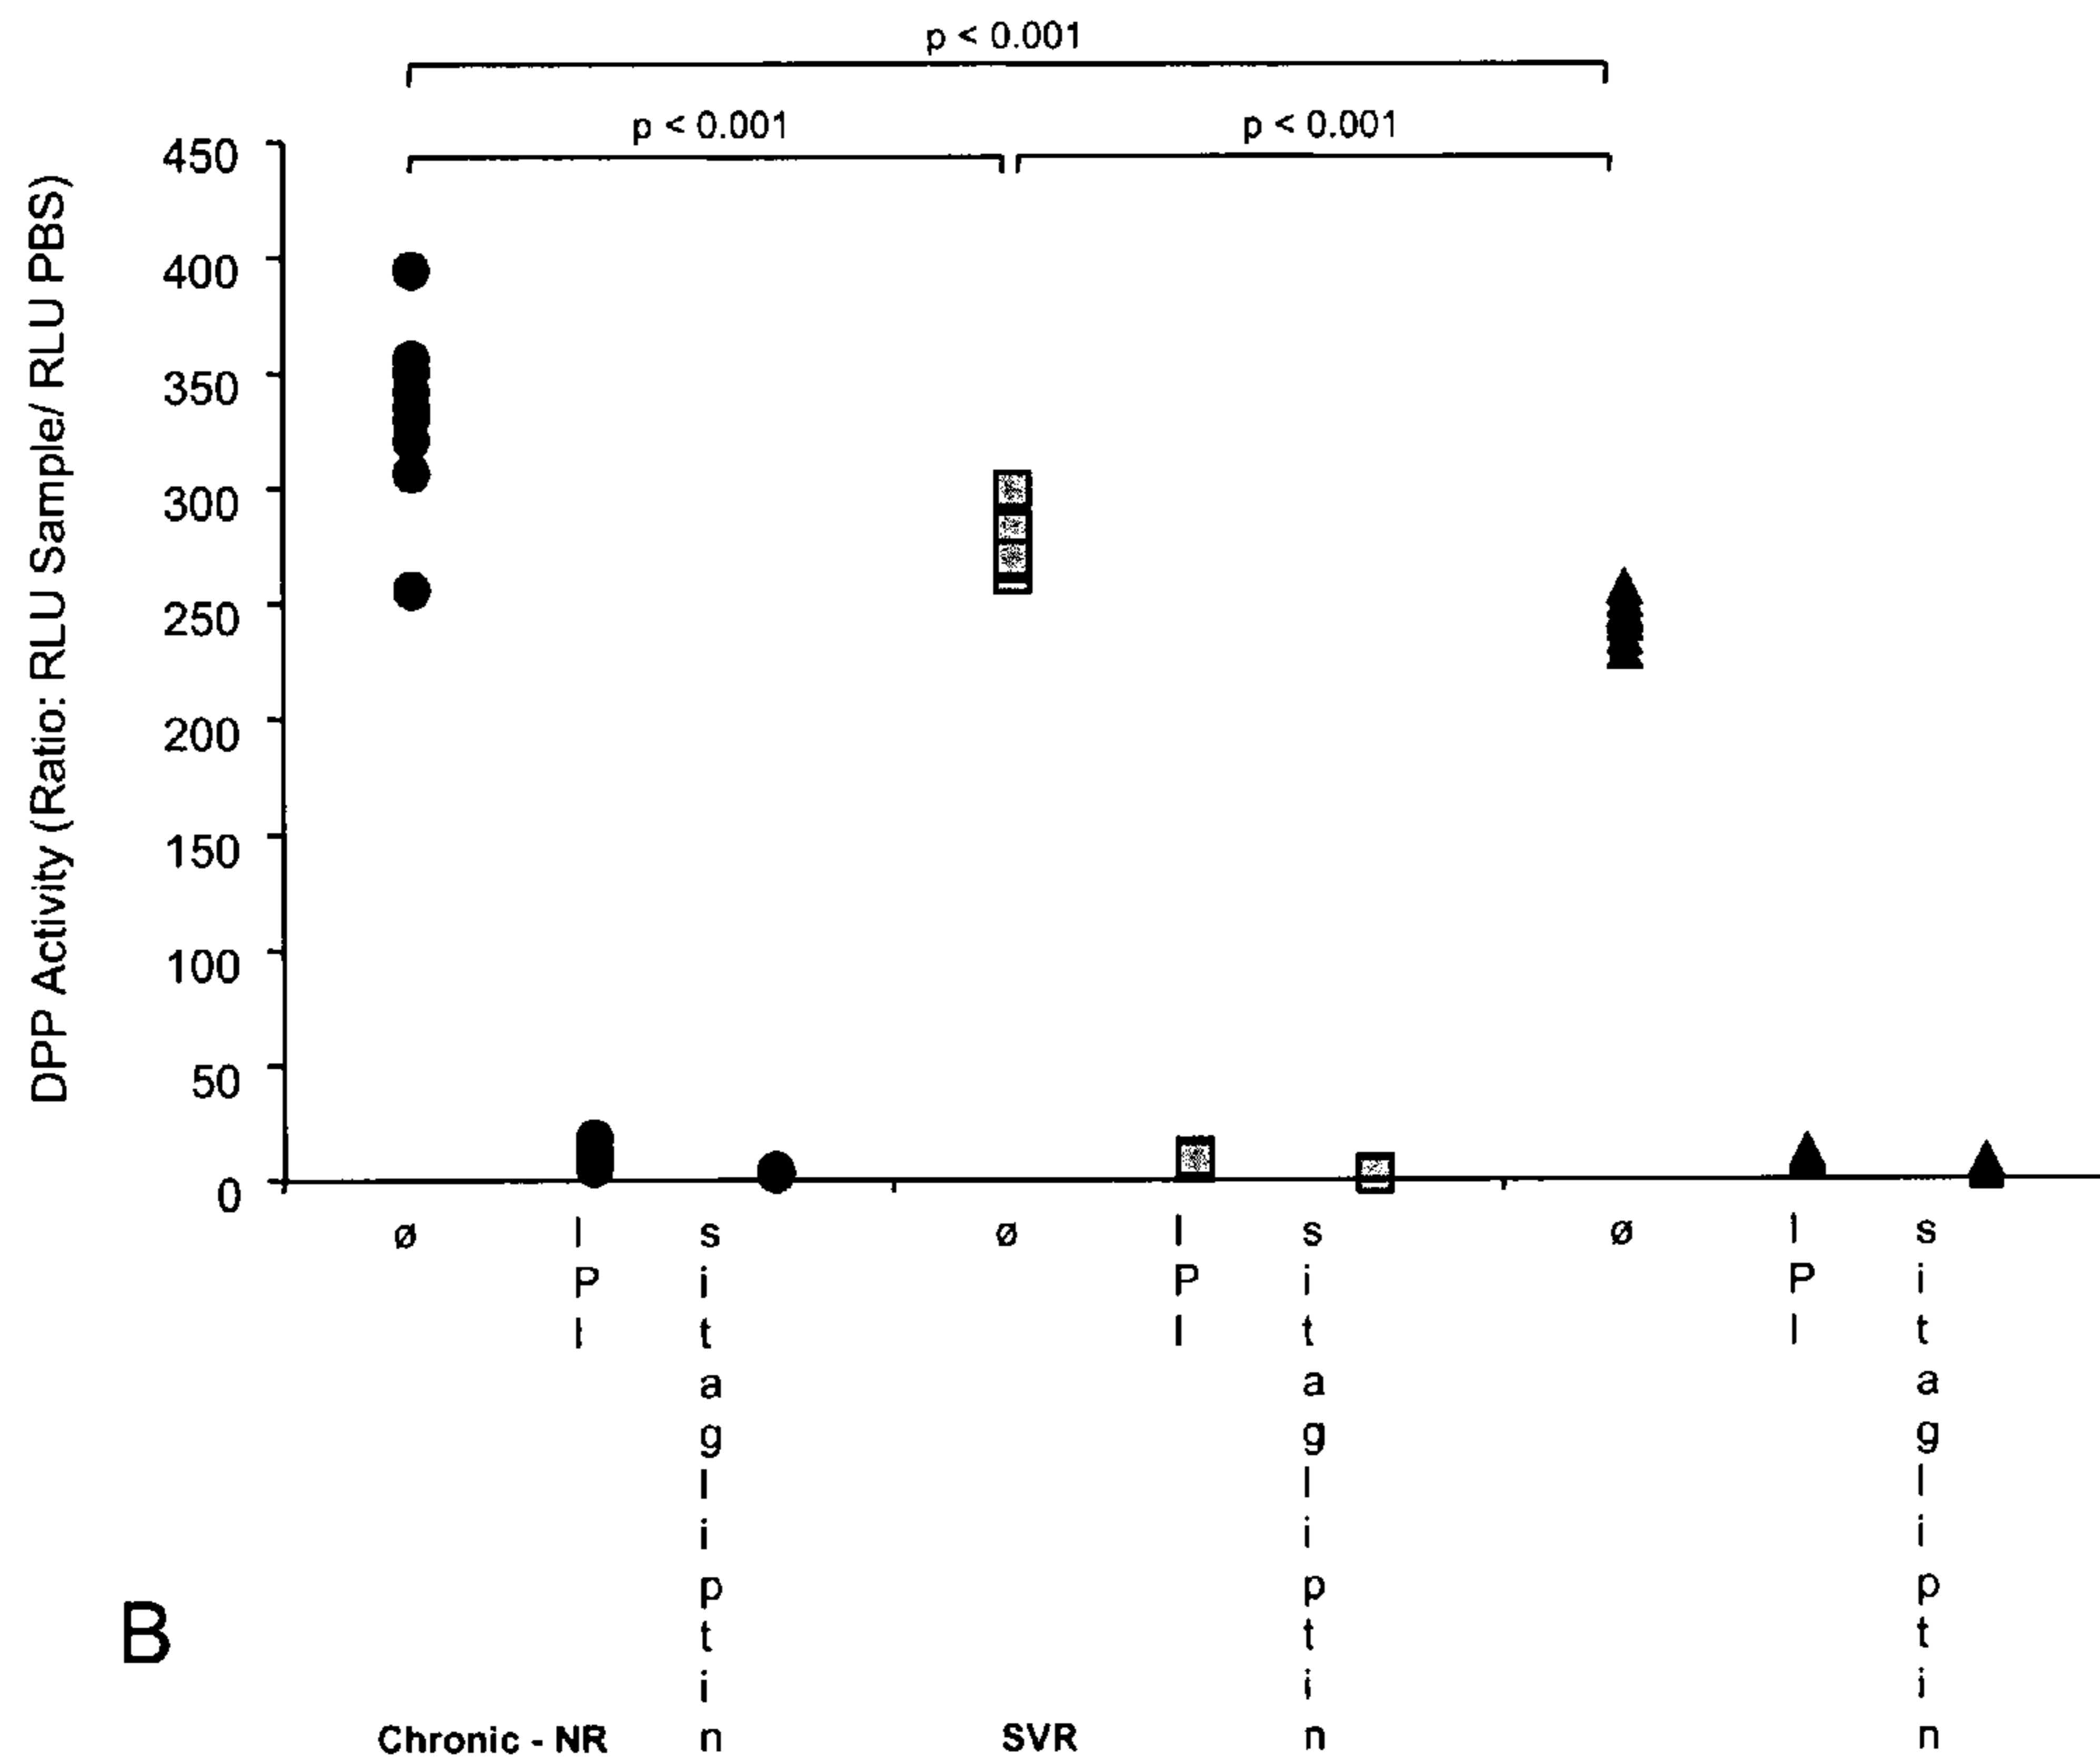 p < 0.001
p < 0.001
p < 0.001
DPP Activity (Ratio: RLU Sample/ RLU PBS)
450
400
350
300
250
200
150
100
50
0
ø
IPI
sitagliptin
ø
IPI
sitagliptin
ø
IPI
sitagliptin
B
Chronic - NR
SVR